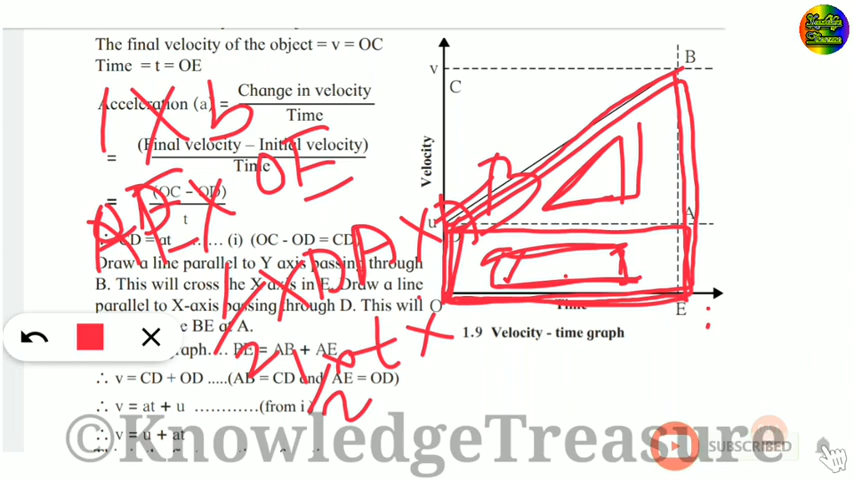 The final velocity of the object = v = OC
Time = t = OE
Acceleration (a) = Change in velocity
Time
= (Final velocity – Initial velocity)
Time
= (OC – OD)
t
∴ CD = at ......... (i) (OC - OD = CD)
Draw a line parallel to Y axis passing through
B. This will cross the X axis in E. Draw a line
parallel to X-axis passing through D. This will
BE at A.
BE = AB + AE
∴ v = CD + OD .....(AB = CD and AE = OD)
∴ v = at + u ............(from i
∴ v = u + at
v
C
B
Velocity
u
A
O
Time
E
1.9 Velocity - time graph
l X b
AE X OE
1/2 X DA X AB
1/2 X
©KnowledgeTreasure
SUBSCRIBED